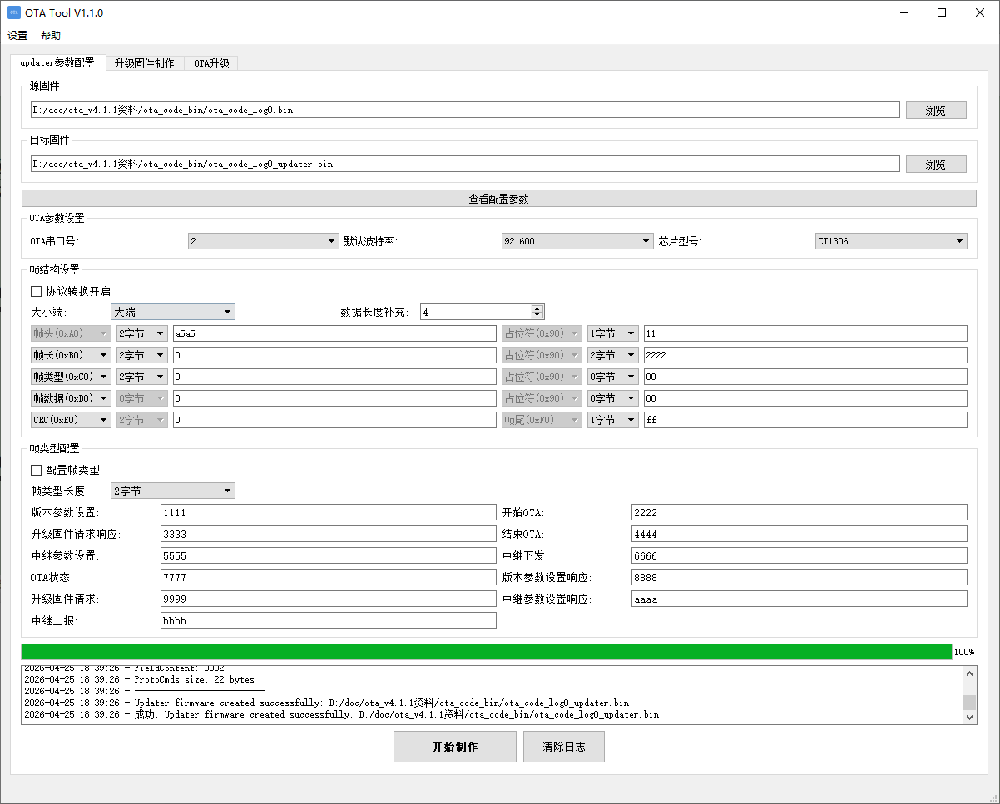 OTA Tool V1.1.0
设置 帮助
updater参数配置 升级固件制作 OTA升级
源固件
D:/doc/ota_v4.1.1资料/ota_code_bin/ota_code_log0.bin 浏览
目标固件
D:/doc/ota_v4.1.1资料/ota_code_bin/ota_code_log0_updater.bin 浏览
查看配置参数
OTA参数设置
OTA串口号: 2 默认波特率: 921600 芯片型号: CI1306
帧结构设置
协议转换开启
大小端: 大端 数据长度补充: 4
帧头(0xA0) 2字节 a5a5 占位符(0x90) 1字节 11
帧长(0xB0) 2字节 0 占位符(0x90) 2字节 2222
帧类型(0xC0) 2字节 0 占位符(0x90) 0字节 00
帧数据(0xD0) 0字节 0 占位符(0x90) 0字节 00
CRC(0xE0) 2字节 0 帧尾(0xF0) 1字节 ff
帧类型配置
配置帧类型
帧类型长度: 2字节
版本参数设置: 1111 开始OTA: 2222
升级固件请求响应: 3333 结束OTA: 4444
中继参数设置: 5555 中继下发: 6666
OTA状态: 7777 版本参数设置响应: 8888
升级固件请求: 9999 中继参数设置响应: aaaa
中继上报: bbbb
100%
2026-04-25 18:39:26 - FieldContent: 0002
2026-04-25 18:39:26 - ProtoCmds size: 22 bytes
2026-04-25 18:39:26 - ──────────────────────
2026-04-25 18:39:26 - Updater firmware created successfully: D:/doc/ota_v4.1.1资料/ota_code_bin/ota_code_log0_updater.bin
2026-04-25 18:39:26 - 成功: Updater firmware created successfully: D:/doc/ota_v4.1.1资料/ota_code_bin/ota_code_log0_updater.bin
开始制作 清除日志